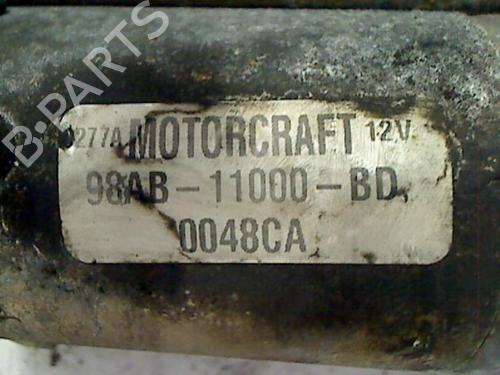 B-PARTS
277A MOTORCRAFT 12V
98AB-11000-BD
0048CA